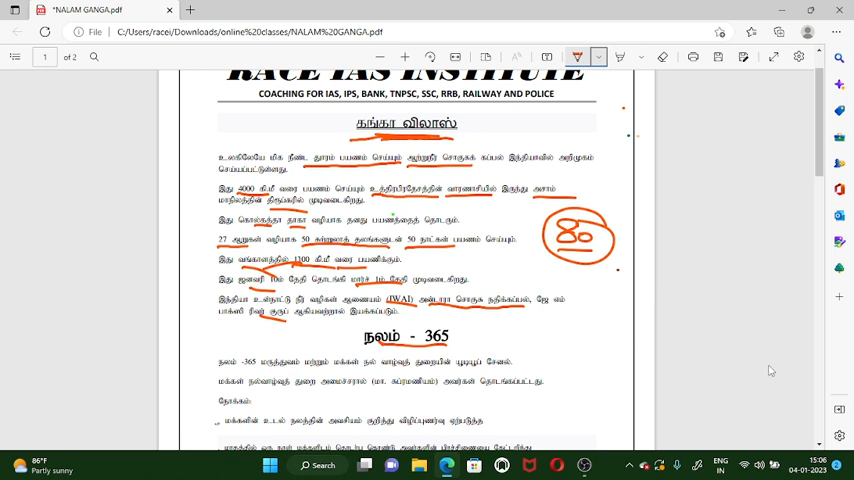 *NALAM GANGA.pdf
File
C:/Users/racei/Downloads/online%20classes/NALAM%20GANGA.pdf
1 of 2
RACE IAS INSTITUTE
COACHING FOR IAS, IPS, BANK, TNPSC, SSC, RRB, RAILWAY AND POLICE
கங்கா விலாஸ்
உலகிலேயே மிக நீண்ட தூரம் பயணம் செய்யும் ஆற்றுநீர் சொகுசுக் கப்பல் இந்தியாவில் அறிமுகம்
செய்யப்பட்டுள்ளது.
இது 4000 கி.மீ வரை பயணம் செய்யும் உத்திரபிரதேசத்தின் வாரணாசியில் இருந்து அசாம்
மாநிலத்தின் திருப்கரில் முடிவடைகிறது.
இது கொல்கத்தா தாகா வழியாக தனது பயணத்தைத் தொடரும்.
27 ஆறுகள் வழியாக 50 சுற்றுலாத் தலங்களுடன் 50 நாட்கள் பயணம் செய்யும்.
80
இது வங்காளத்தில் 1100 கி.மீ வரை பயணிக்கும்.
இது ஜனவரி 10ம் தேதி தொடங்கி மார்ச் 1ம் தேதி முடிவடைகிறது.
இந்தியா உள்நாட்டு நீர் வழிகள் ஆணையம் (IWAI) அன்டாரா சொகுசு நதிக்கப்பல், ஜே எம்
பாக்ஸி ரிவர் குரூப் ஆகியவற்றால் இயக்கப்படும்.
நலம் - 365
நலம் -365 மருத்துவம் மற்றும் மக்கள் நல் வாழ்வுத் துறையின் யூடியூப் சேனல்.
மக்கள் நல்வாழ்வுத் துறை அமைச்சரால் (மா. சுப்ரமணியம்) அவர்கள் தொடங்கப்பட்டது.
நோக்கம்:
மக்களின் உடல் நலத்தின் அவசியம் குறித்து விழிப்புணர்வு ஏற்படுத்த
86°F
Partly sunny
Search
ENG
IN
15:06
04-01-2023
2